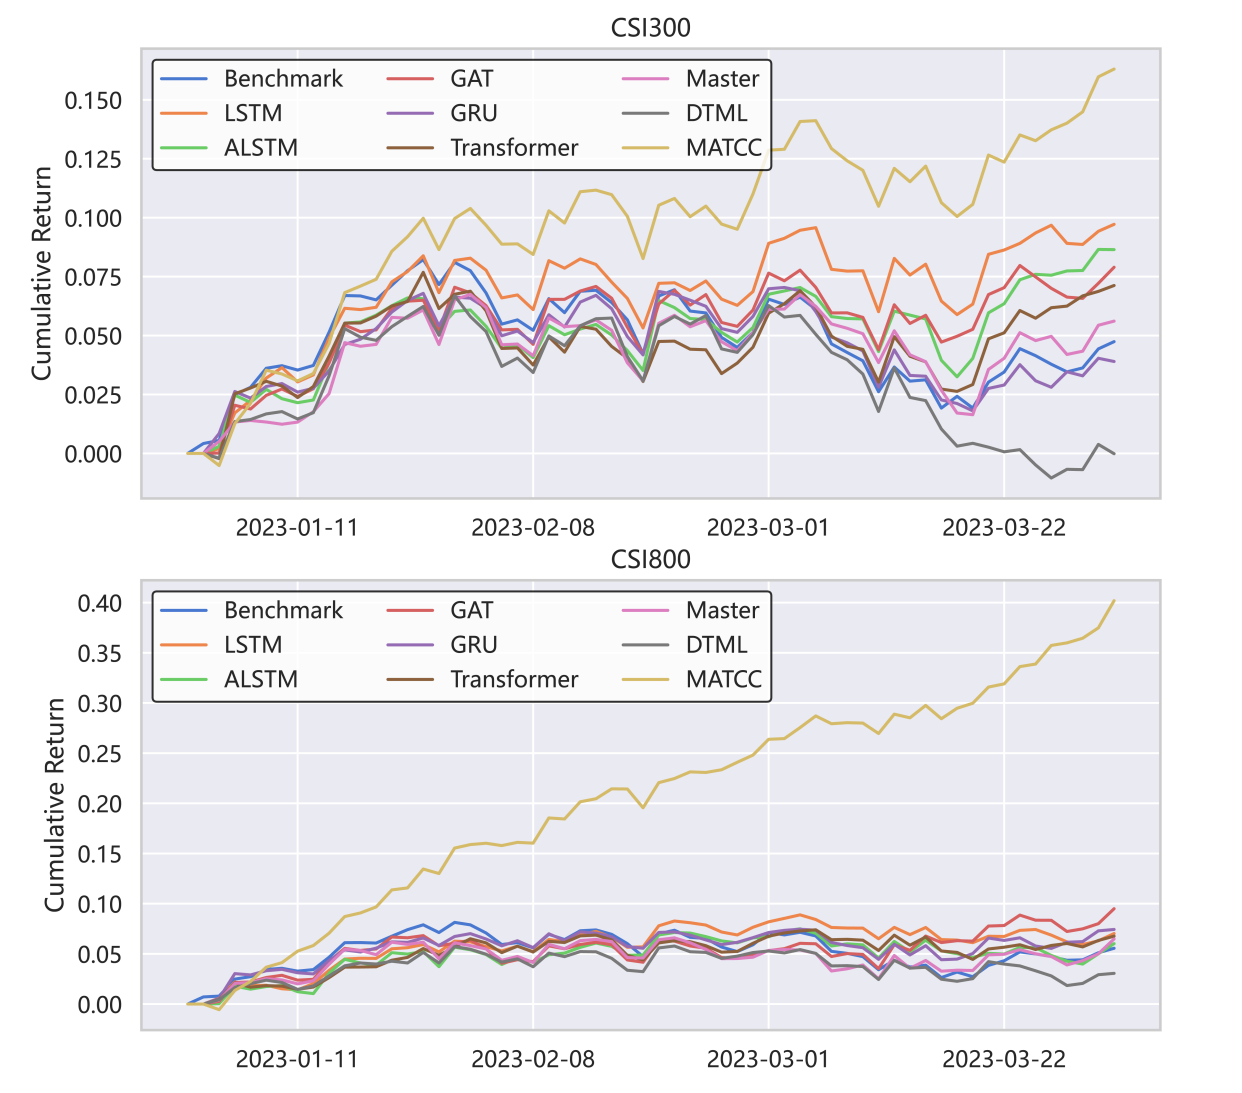 CSI300
Benchmark GAT Master
LSTM GRU DTML
ALSTM Transformer MATCC
Cumulative Return
0.150
0.125
0.100
0.075
0.050
0.025
0.000
2023-01-11 2023-02-08 2023-03-01 2023-03-22
CSI800
Benchmark GAT Master
LSTM GRU DTML
ALSTM Transformer MATCC
Cumulative Return
0.40
0.35
0.30
0.25
0.20
0.15
0.10
0.05
0.00
2023-01-11 2023-02-08 2023-03-01 2023-03-22